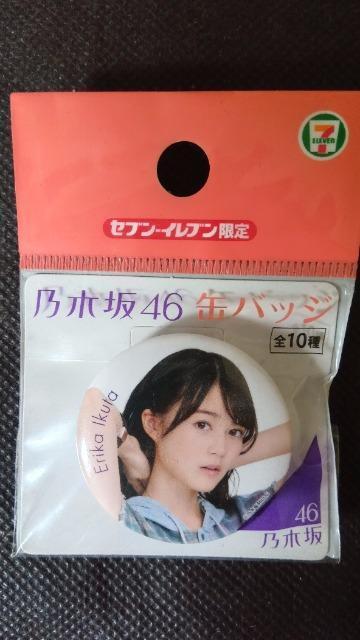 7
ELEVEN
セブン-イレブン限定
乃木坂46 缶バッジ
全10種
Erika Ikuta
46
乃木坂